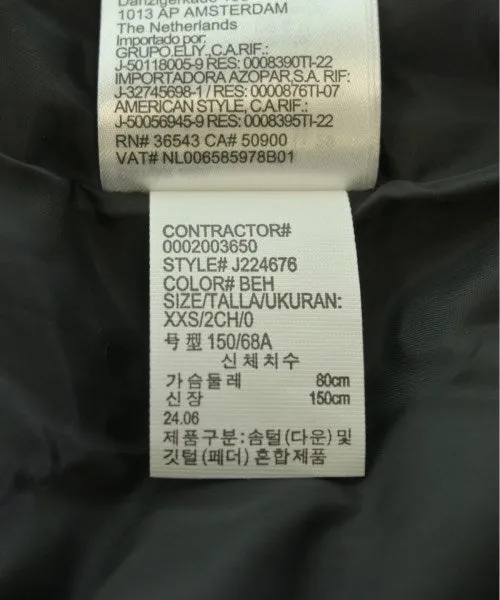 1013 AP AMSTERDAM
The Netherlands
Importado por:
GRUPO.ELIY.,C.A.RIF.:
J-50118005-9 RES: 0008390TI-22
IMPORTADORA AZOPAR,S.A. RIF:
J-32745698-1 / RES: 0000876TI-07
AMERICAN STYLE, C.A.RIF.:
J-50056945-9 RES: 0008395TI-22
RN# 36543 CA# 50900
VAT# NL006585978B01
CONTRACTOR#
0002003650
STYLE# J224676
COLOR# BEH
SIZE/TALLA/UKURAN:
XXS/2CH/0
号 型 150/68A
신체치수
가슴둘레 80cm
신장 150cm
24.06
제품구분: 솜털(다운) 및
깃털(페더) 혼합제품